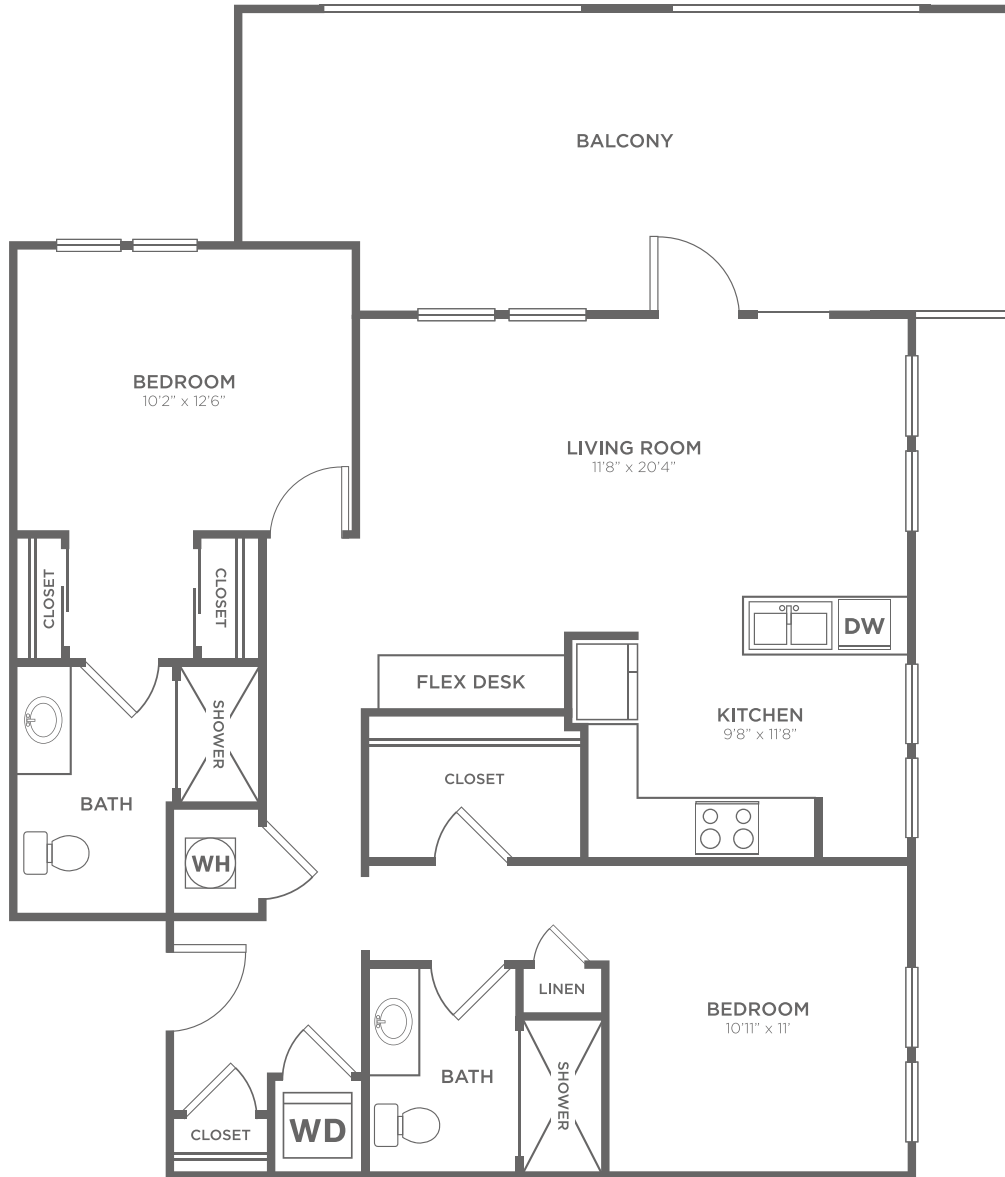 BALCONY
BEDROOM
10'2” x 12'6”
LIVING ROOM
11'8” x 20'4”
CLOSET
CLOSET
DW
FLEX DESK
SHOWER
KITCHEN
9'8” x 11'8”
CLOSET
BATH
WH
LINEN
BEDROOM
10'11” x 11'
BATH
SHOWER
CLOSET
WD